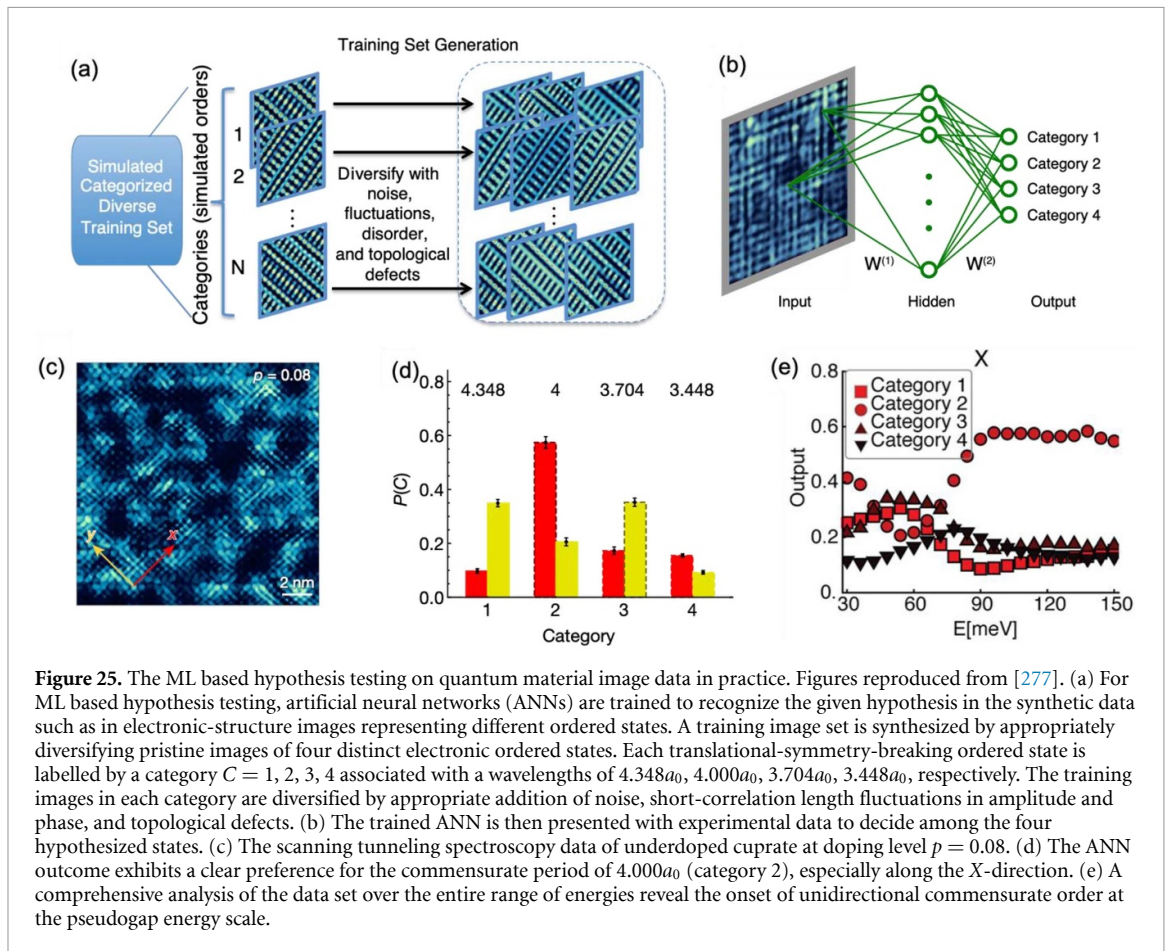 Training Set Generation
(a)
Simulated
Categorized
Diverse
Training Set
Categories (simulated orders)
1
2
⋮
N
Diversify with
noise,
fluctuations,
disorder,
and topological
defects
⋮
(b)
Category 1
Category 2
Category 3
Category 4
W(1)
W(2)
Input
Hidden
Output
(c)
p = 0.08
y
x
2 nm
(d)
4.348 4 3.704 3.448
P(C)
0.8
0.6
0.4
0.2
0.0
1 2 3 4
Category
(e)
X
Category 1
Category 2
Category 3
Category 4
Output
0.8
0.6
0.4
0.2
0.
30 60 90 120 150
E[meV]
Figure 25. The ML based hypothesis testing on quantum material image data in practice. Figures reproduced from [277]. (a) For
ML based hypothesis testing, artificial neural networks (ANNs) are trained to recognize the given hypothesis in the synthetic data
such as in electronic-structure images representing different ordered states. A training image set is synthesized by appropriately
diversifying pristine images of four distinct electronic ordered states. Each translational-symmetry-breaking ordered state is
labelled by a category C = 1, 2, 3, 4 associated with a wavelengths of 4.348a₀, 4.000a₀, 3.704a₀, 3.448a₀, respectively. The training
images in each category are diversified by appropriate addition of noise, short-correlation length fluctuations in amplitude and
phase, and topological defects. (b) The trained ANN is then presented with experimental data to decide among the four
hypothesized states. (c) The scanning tunneling spectroscopy data of underdoped cuprate at doping level p = 0.08. (d) The ANN
outcome exhibits a clear preference for the commensurate period of 4.000a₀ (category 2), especially along the X-direction. (e) A
comprehensive analysis of the data set over the entire range of energies reveal the onset of unidirectional commensurate order at
the pseudogap energy scale.